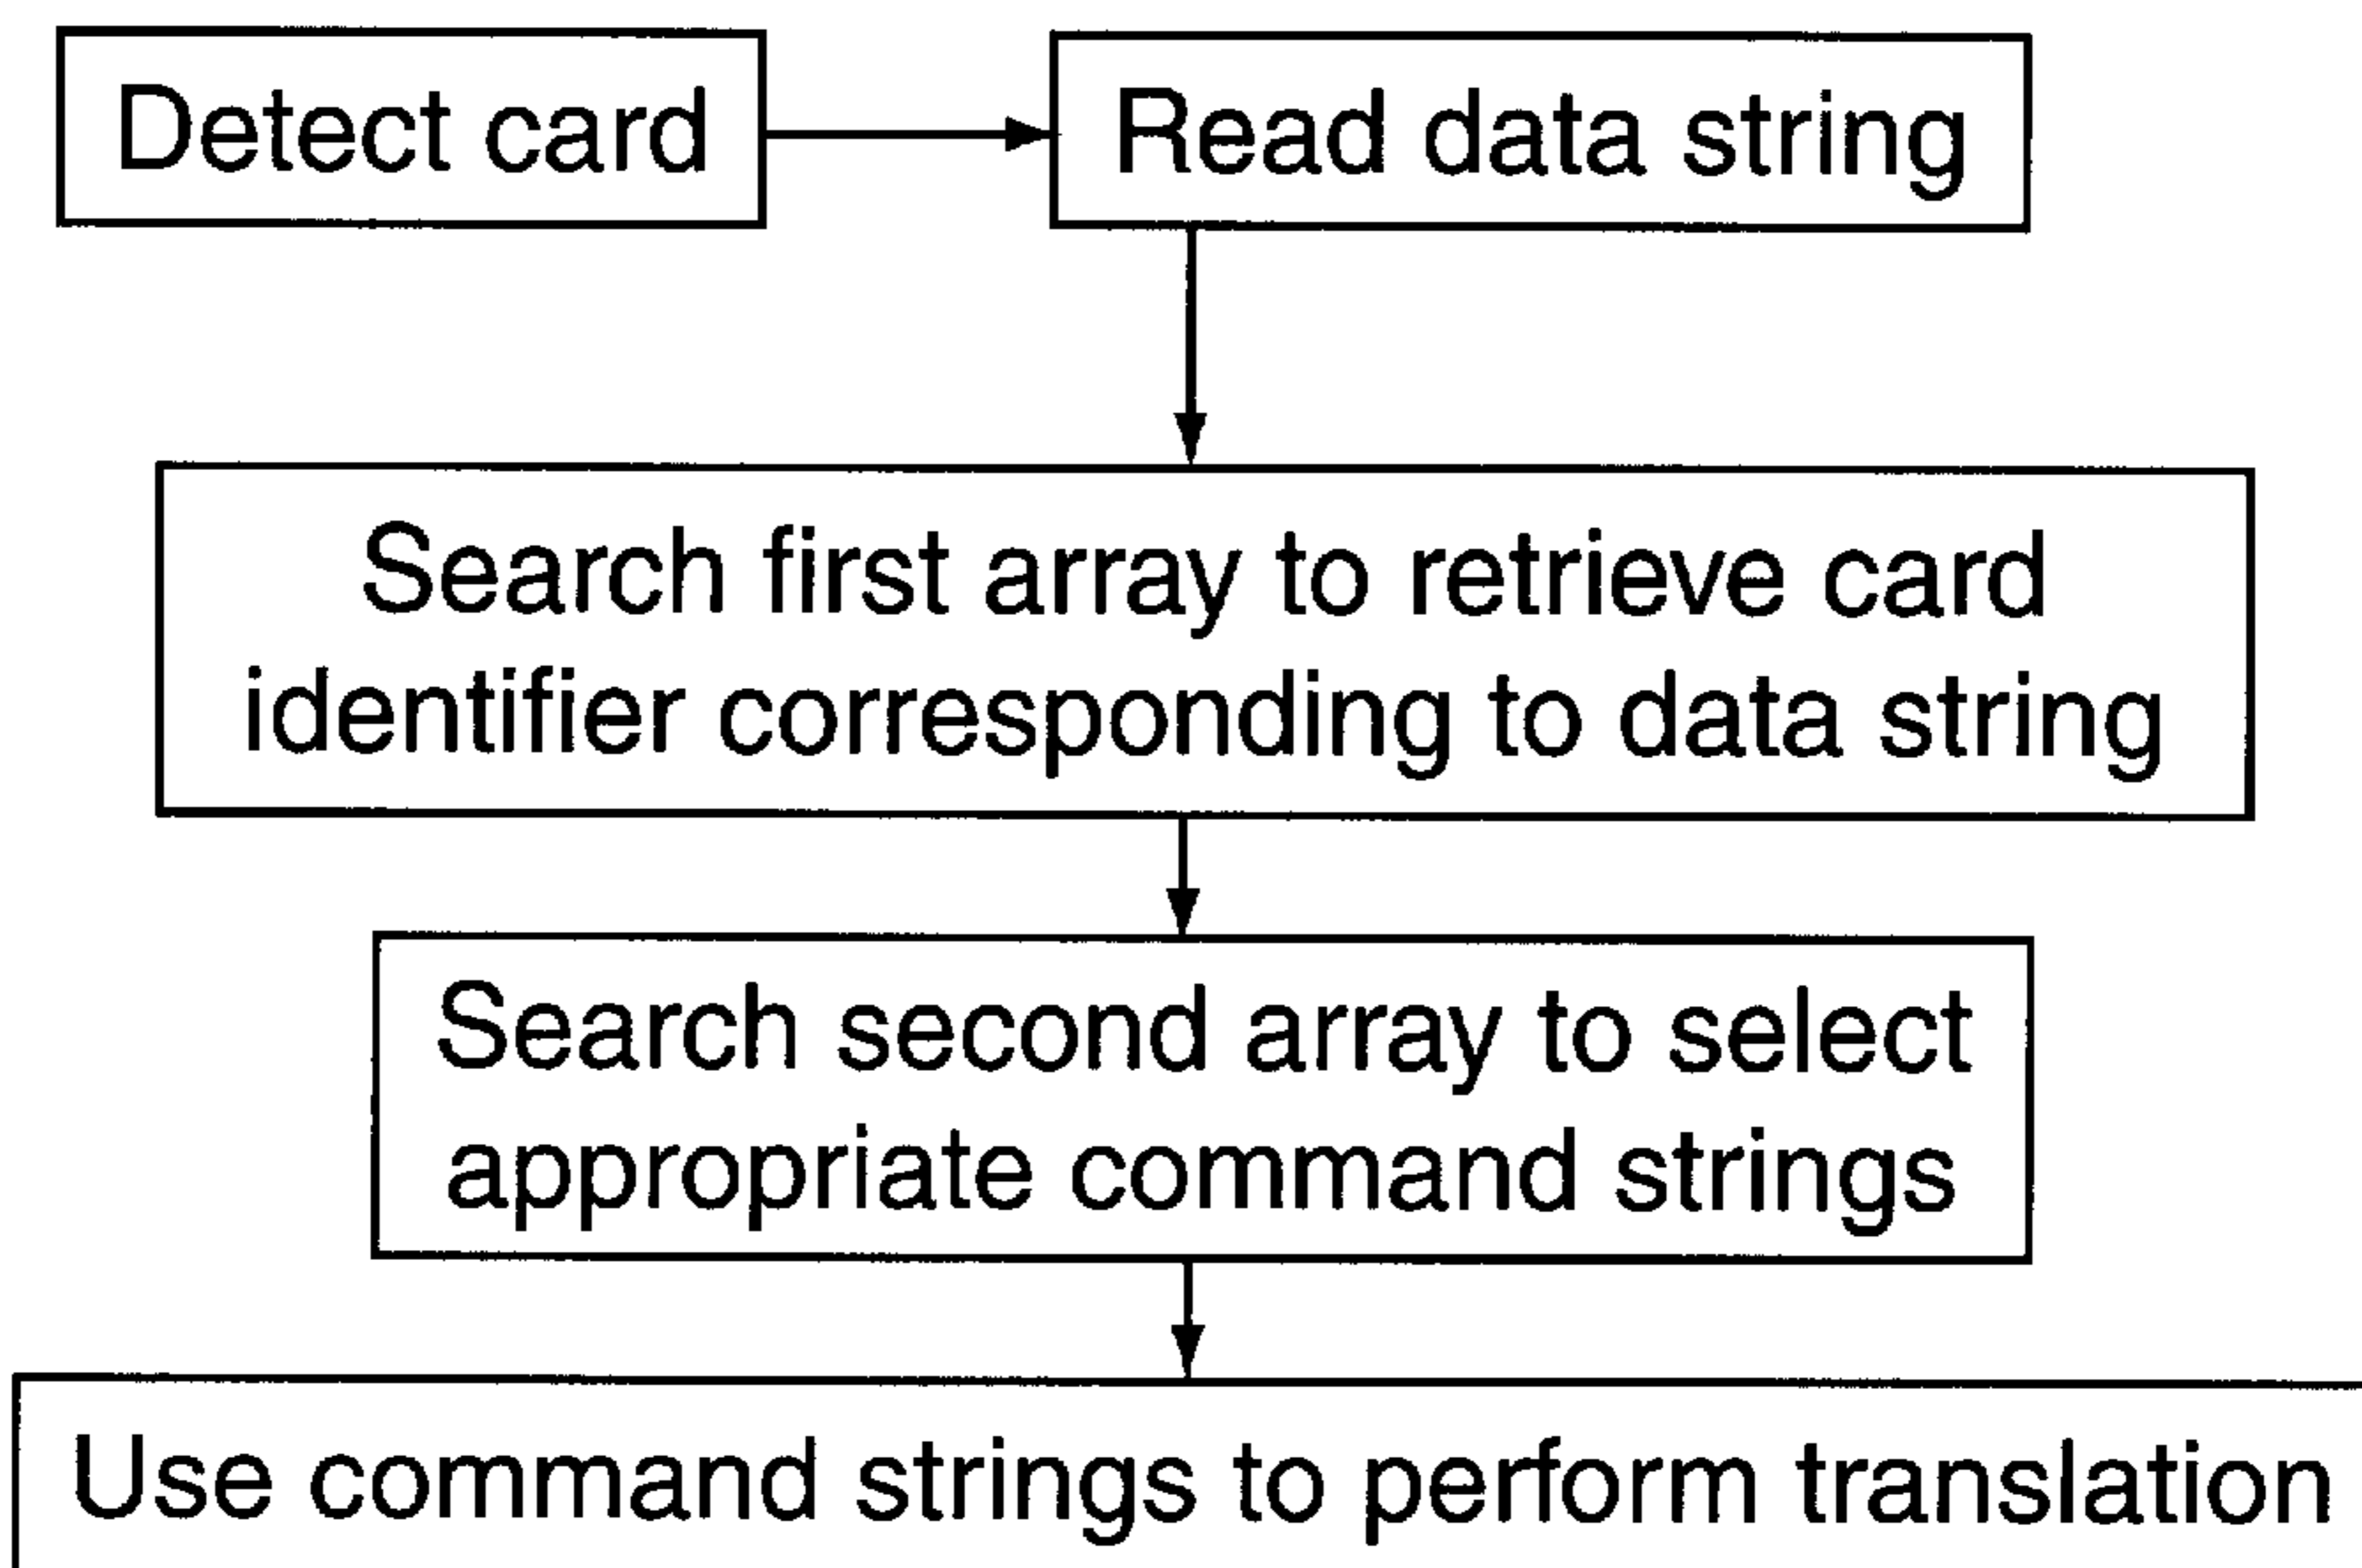 Detect card
Read data string
Search first array to retrieve card
identifier corresponding to data string
Search second array to select
appropriate command strings
Use command strings to perform translation